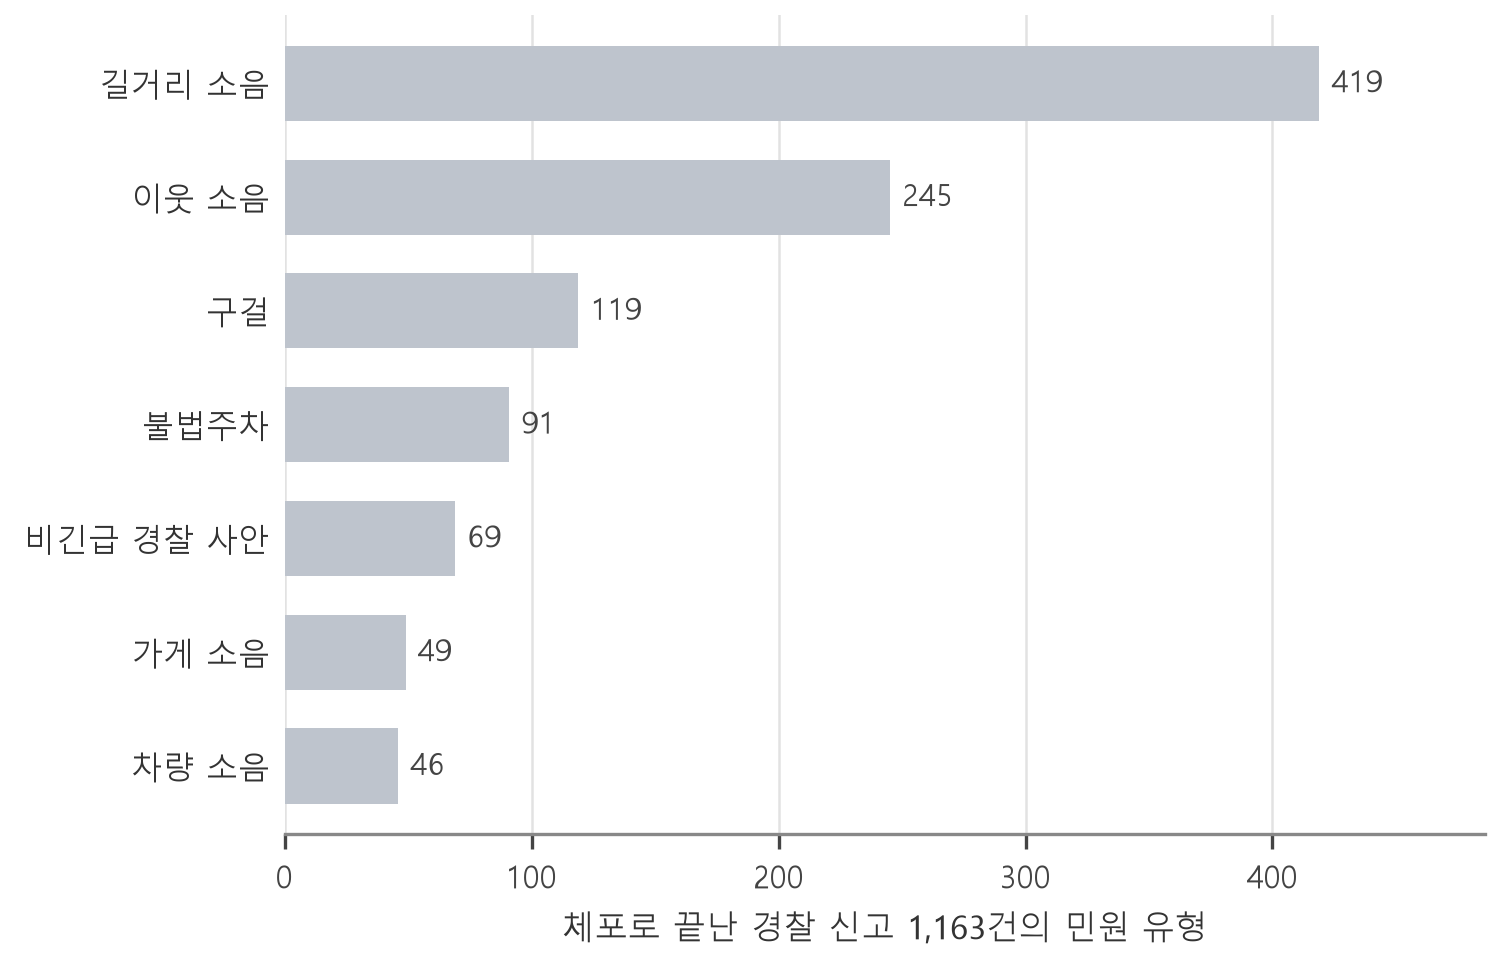 길거리 소음 419
이웃 소음 245
구걸 119
불법주차 91
비긴급 경찰 사안 69
가게 소음 49
차량 소음 46
0 100 200 300 400
체포로 끝난 경찰 신고 1,163건의 민원 유형